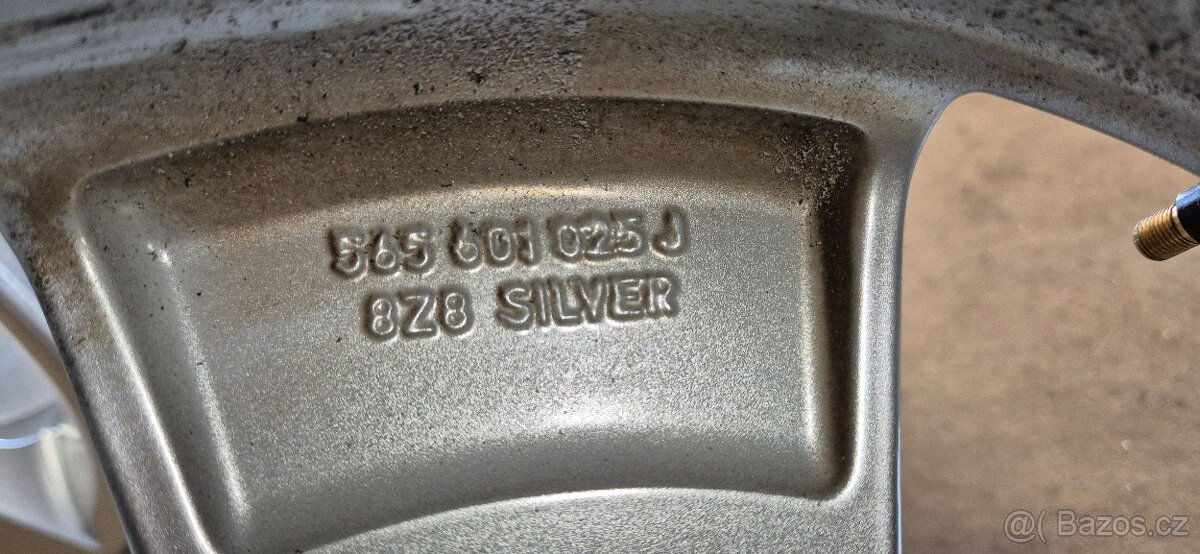 565 601 025 J
8Z8 SILVER
@( Bazos.cz